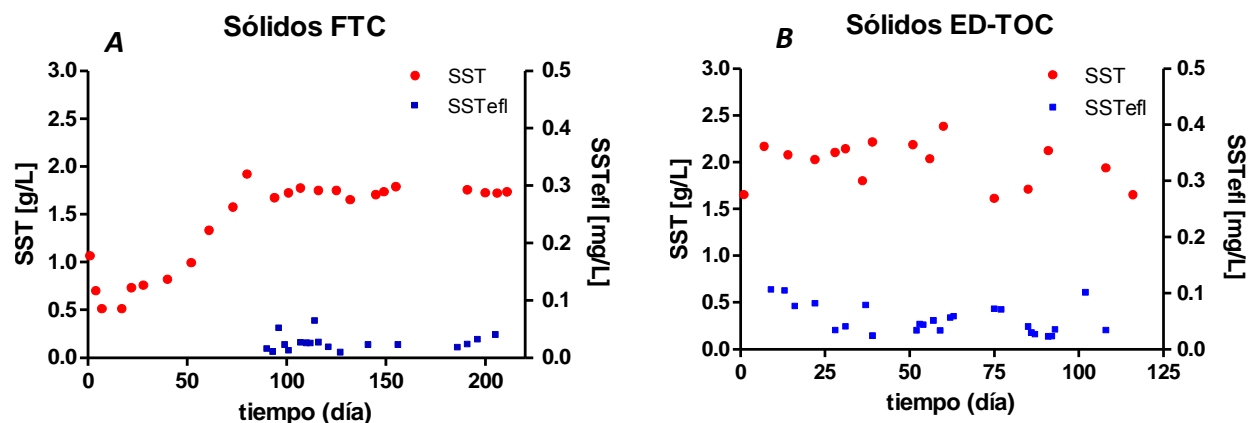 A
Sólidos FTC
SST
SSTefl
SST [g/L]
3.0
2.5
2.0
1.5
1.0
0.5
0.0
0.5
0.4
0.3
0.2
0.1
0.0
SSTefl [mg/L]
0
50
100
150
200
tiempo (día)
B
Sólidos ED-TOC
SST
SSTefl
SST [g/L]
3.0
2.5
2.0
1.5
1.0
0.5
0.0
0.5
0.4
0.3
0.2
0.1
0.0
SSTefl [mg/L]
0
25
50
75
100
125
tiempo (día)